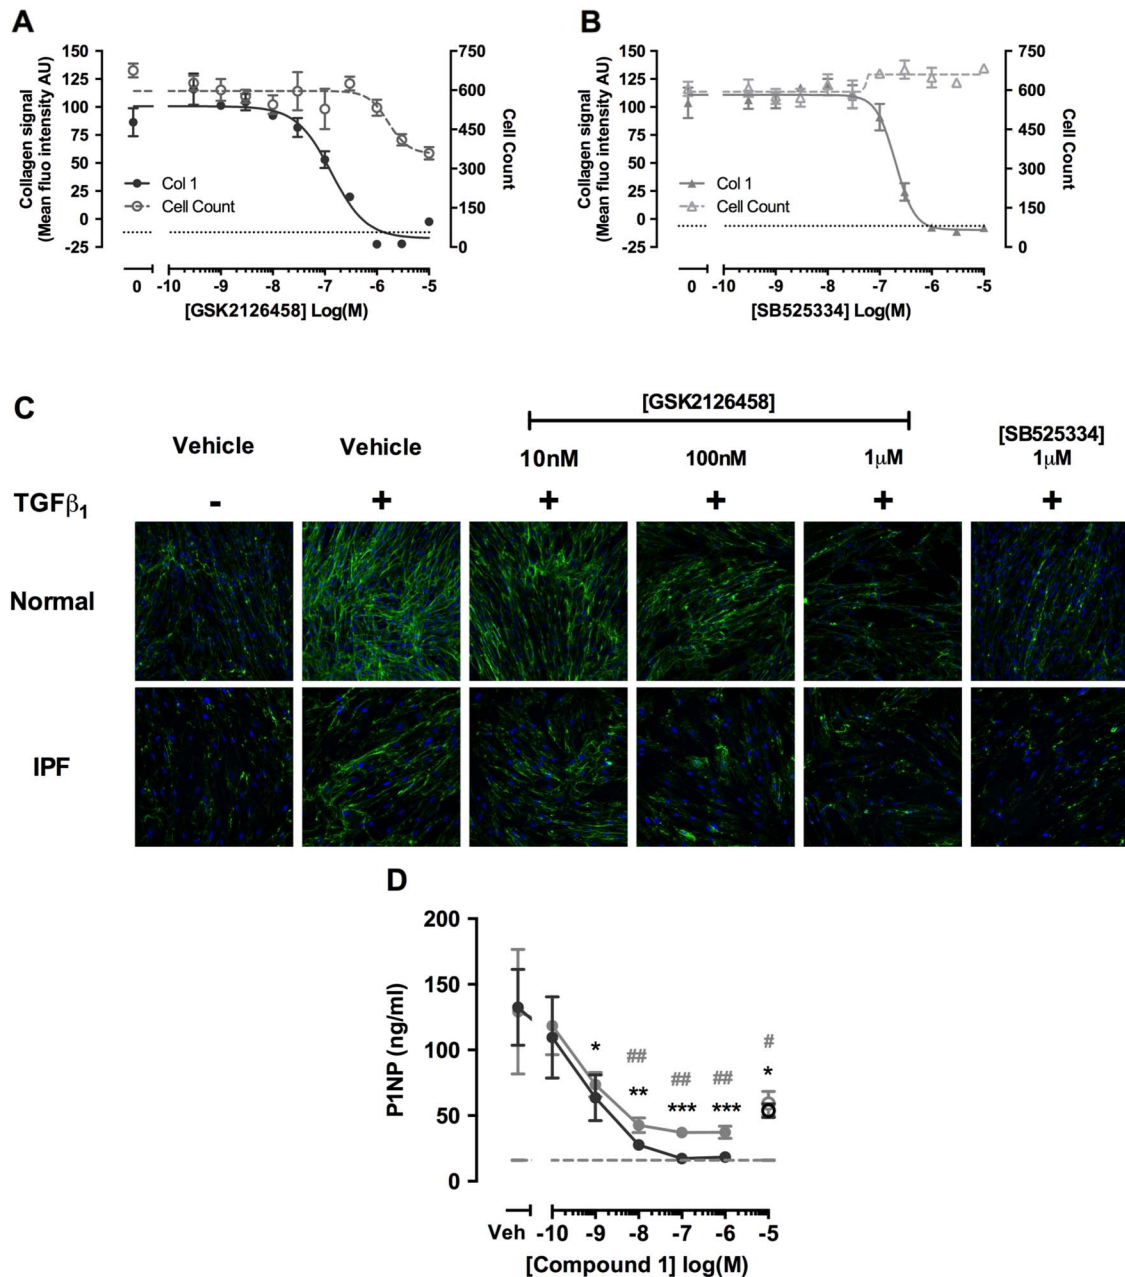 A
B
150
125
100
75
50
25
0
-25
Collagen signal
(Mean fluo intensity AU)
750
600
450
300
150
0
Cell Count
Col 1
Cell Count
0
-10
-9
-8
-7
-6
-5
[GSK2126458] Log(M)
150
125
100
75
50
25
0
-25
Collagen signal
(Mean fluo intensity AU)
750
600
450
300
150
0
Cell Count
Col 1
Cell Count
0
-10
-9
-8
-7
-6
-5
[SB525334] Log(M)
C
[GSK2126458]
[SB525334]
Vehicle
Vehicle
10nM
100nM
1μM
1μM
TGFβ1
-
+
+
+
+
+
Normal
IPF
D
200
150
100
50
0
P1NP (ng/ml)
*
##
**
##
***
##
***
#
*
Veh
-10
-9
-8
-7
-6
-5
[Compound 1] log(M)